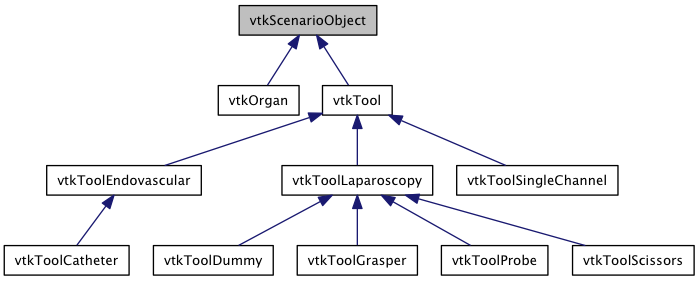 vtkScenarioObject
vtkOrgan
vtkTool
vtkToolEndovascular
vtkToolLaparoscopy
vtkToolSingleChannel
vtkToolCatheter
vtkToolDummy
vtkToolGrasper
vtkToolProbe
vtkToolScissors